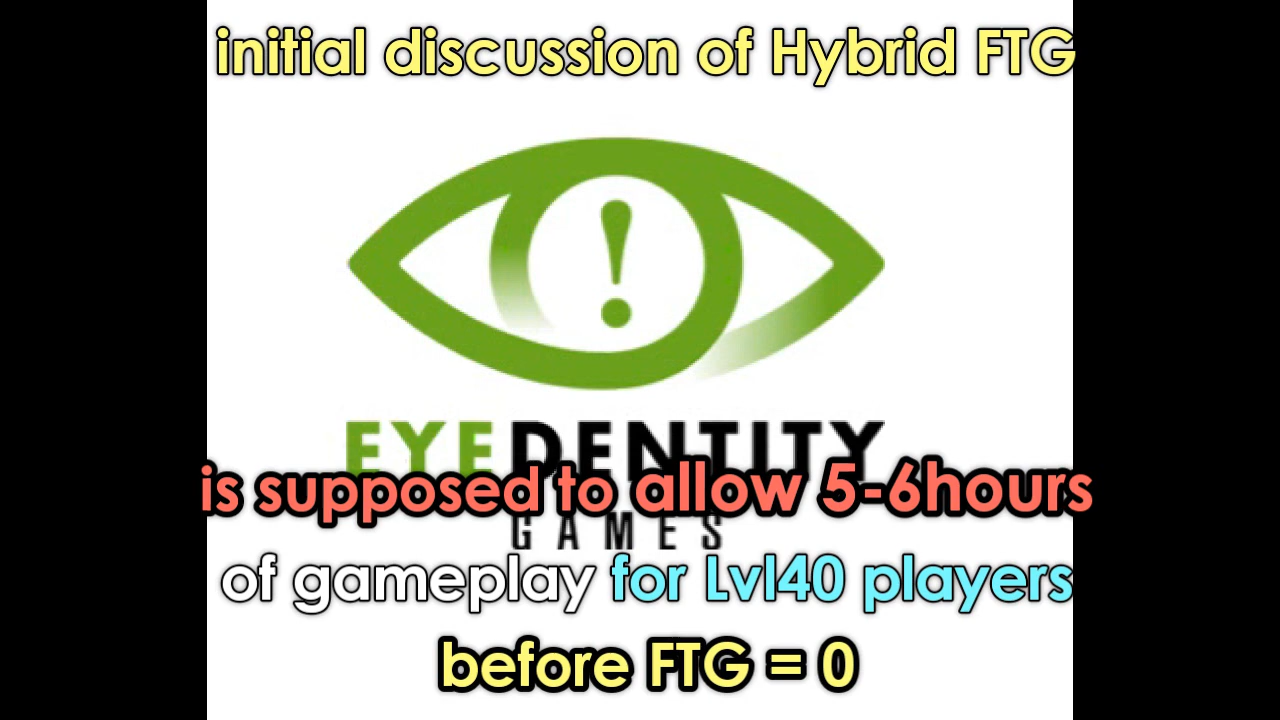 initial discussion of Hybrid FTG
!
EYEDENTITY
is supposed to allow 5-6hours
GAMES
of gameplay for Lvl40 players
before FTG = 0